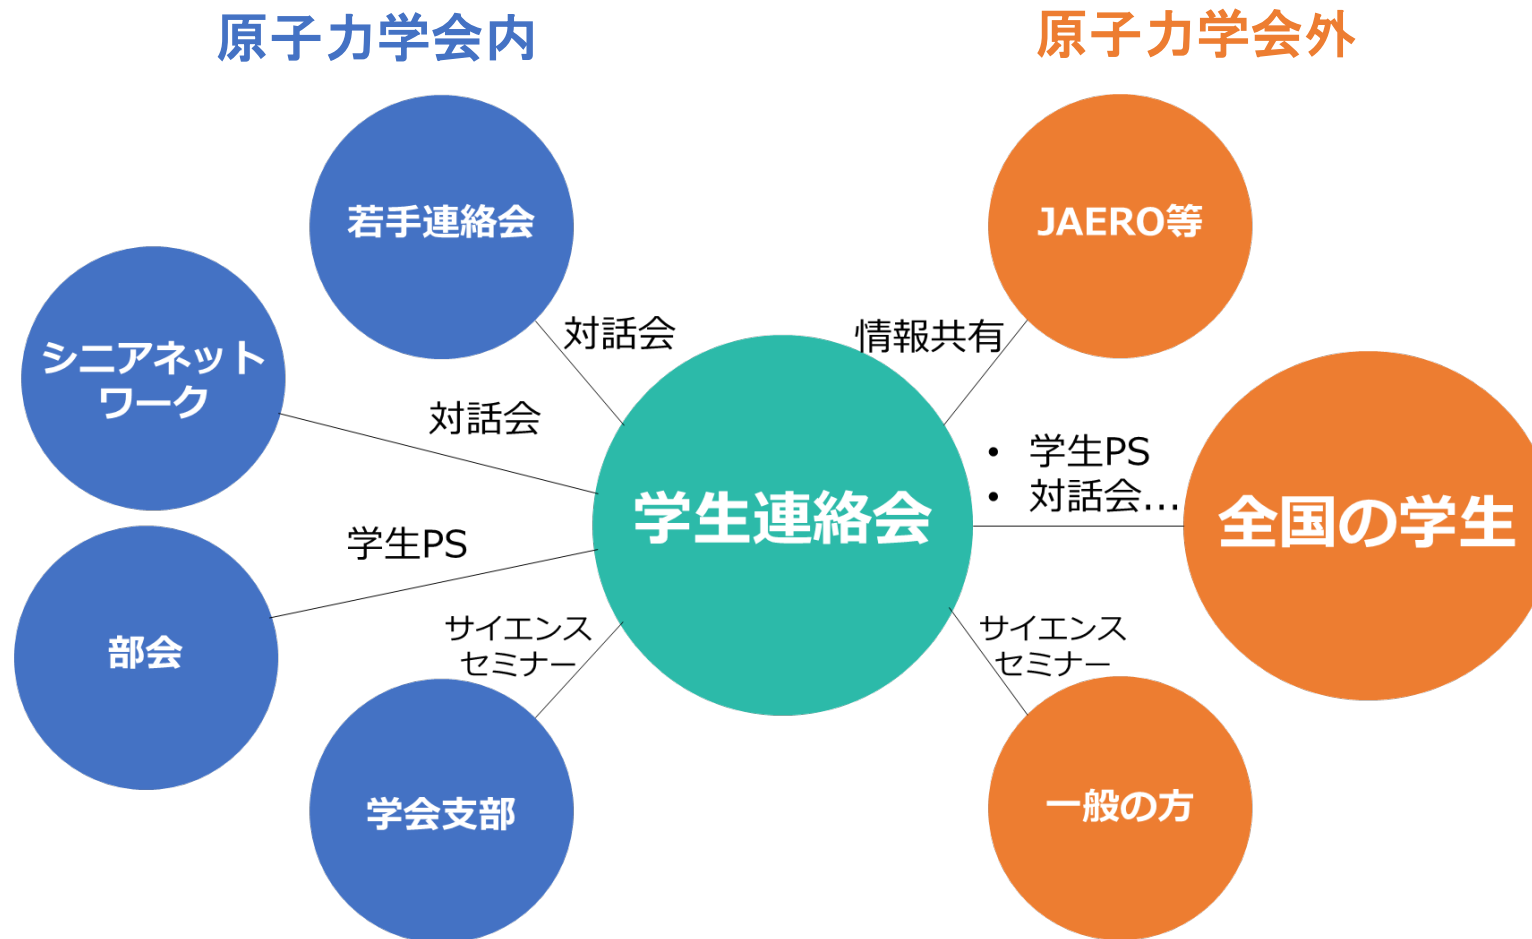 原子力学会内
原子力学会外
若手連絡会
JAERO等
対話会
情報共有
シニアネット
ワーク
対話会
• 学生PS
• 対話会…
学生連絡会
全国の学生
学生PS
部会
サイエンス
セミナー
サイエンス
セミナー
学会支部
一般の方